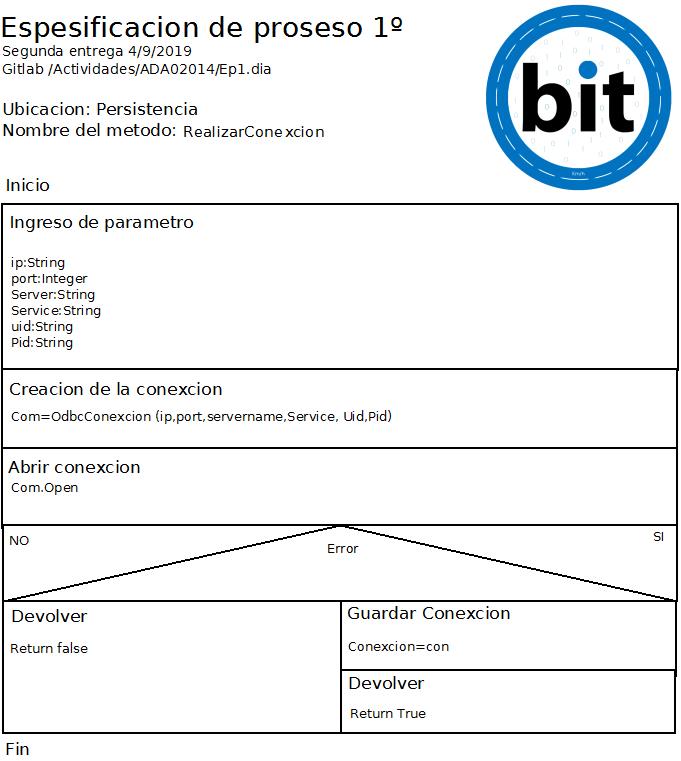 Espesificacion de proseso 1º
Segunda entrega 4/9/2019
Gitlab /Actividades/ADA02014/Ep1.dia
bit
Ubicacion: Persistencia
Nombre del metodo: RealizarConexcion
Inicio
Ingreso de parametro
ip:String
port:Integer
Server:String
Service:String
uid:String
Pid:String
Creacion de la conexcion
Com=OdbcConexcion (ip,port,servername,Service, Uid,Pid)
Abrir conexcion
Com.Open
NO
Error
SI
Devolver
Return false
Guardar Conexcion
Conexcion=con
Devolver
Return True
Fin